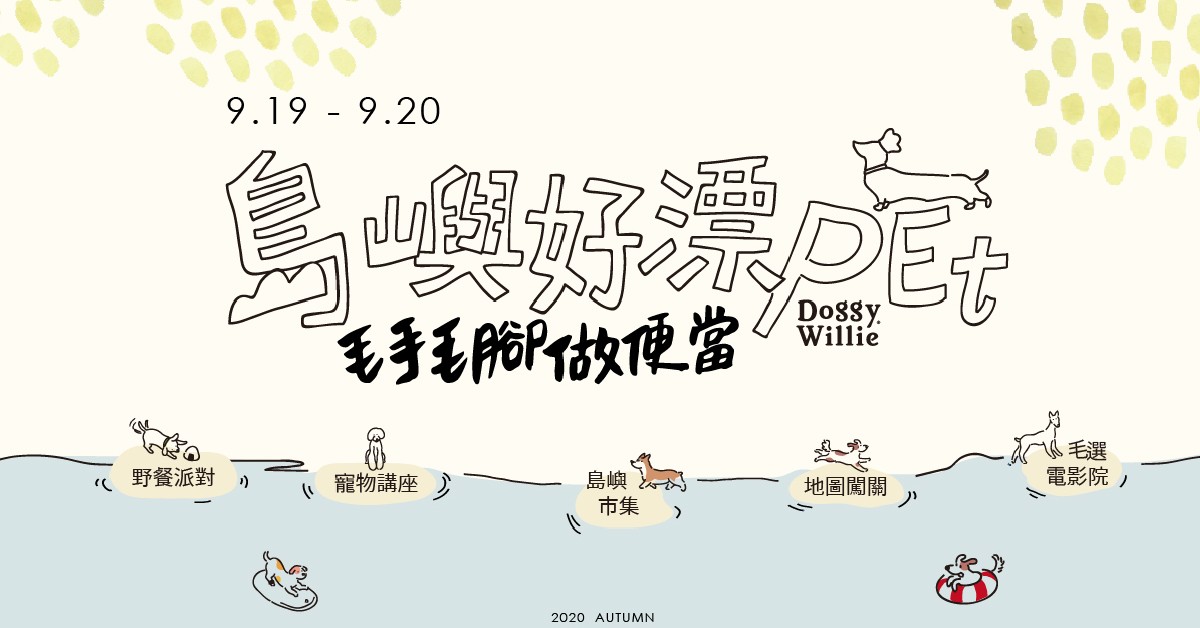 9.19 - 9.20
島嶼好漂PEt
Doggy
Willie
毛手毛腳做便當
野餐派對
寵物講座
島嶼
市集
地圖闖關
毛選
電影院
2020 AUTUMN